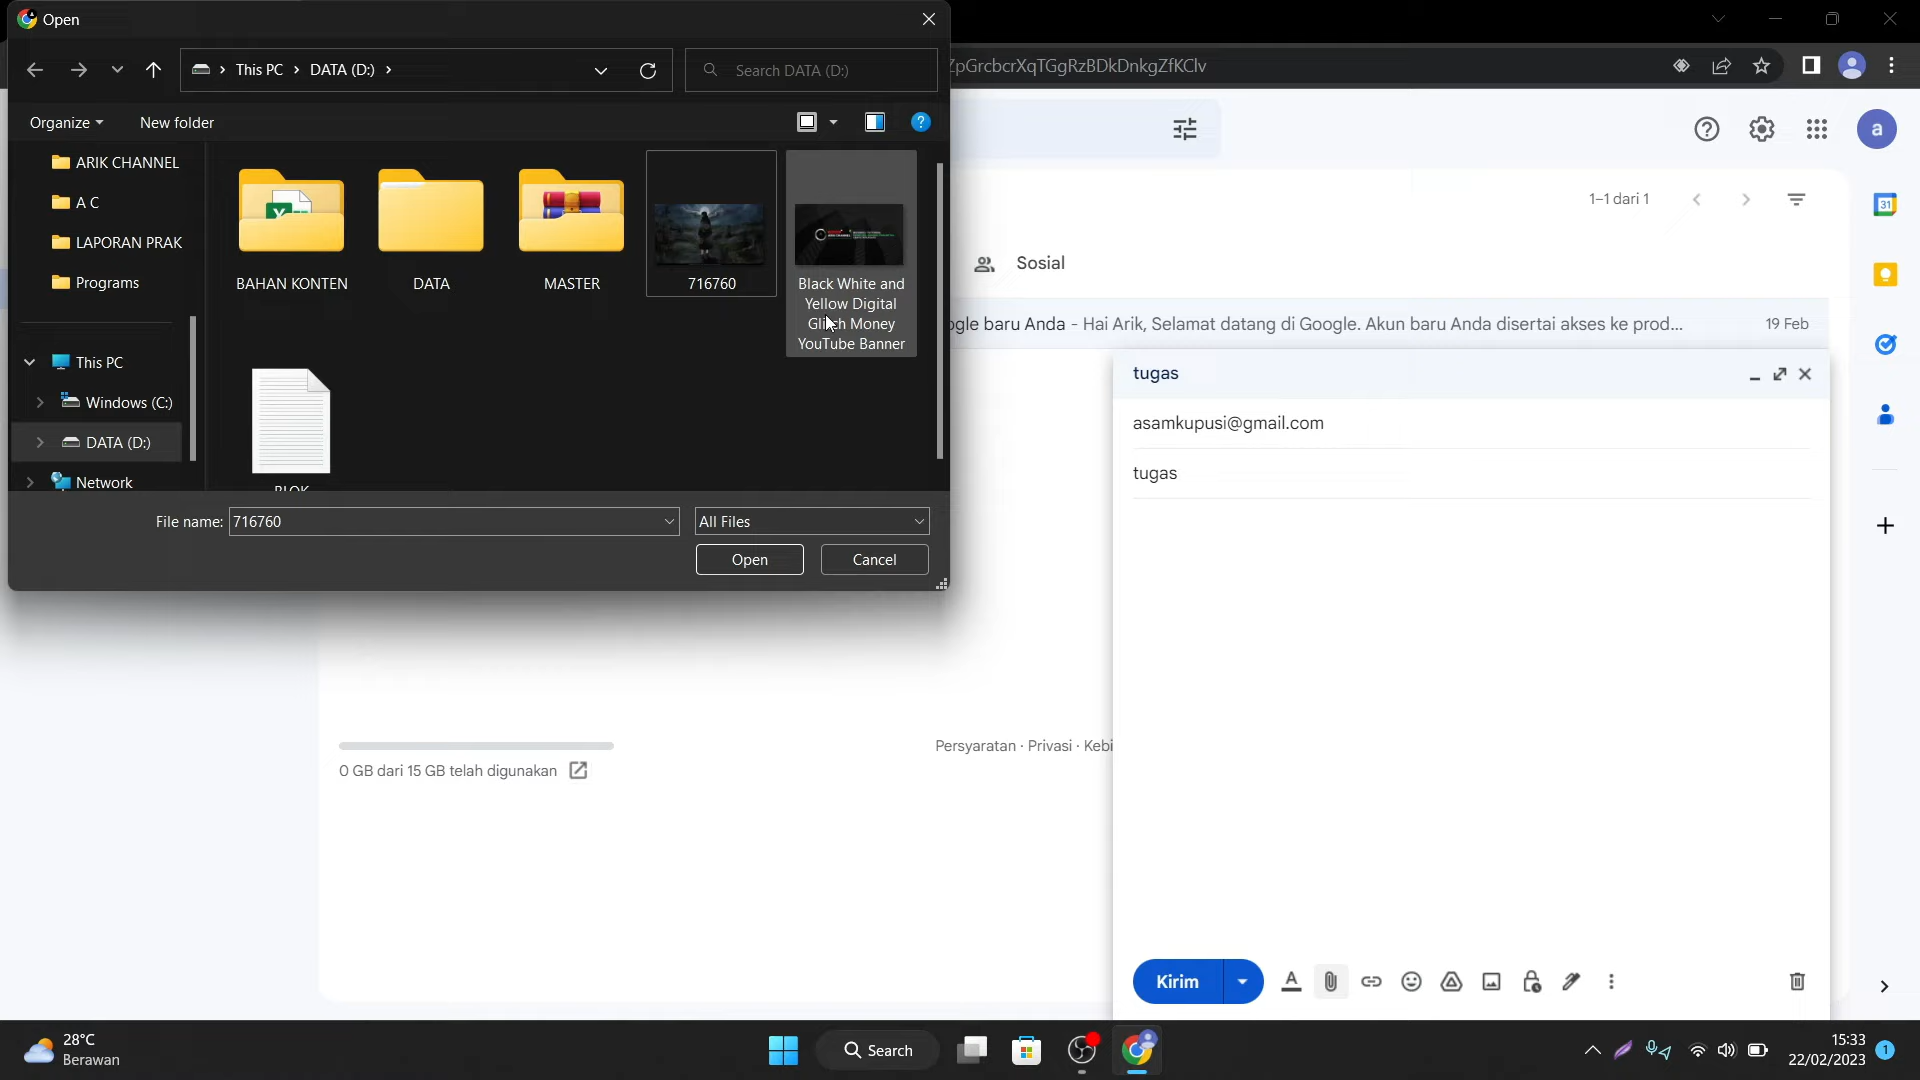 Open
This PC
DATA (D:)
Search DATA (D:)
ZpGrcbcrXqTGgRzBDkDnkgZfKClv
Organize
New folder
ARIK CHANNEL
A C
LAPORAN PRAK
Programs
This PC
Windows (C:)
DATA (D:)
Network
BAHAN KONTEN
DATA
MASTER
716760
Black White and
Yellow Digital
Glitch Money
YouTube Banner
BLOK
File name:
716760
All Files
Open
Cancel
a
1–1 dari 1
31
Sosial
ogle baru Anda - Hai Arik, Selamat datang di Google. Akun baru Anda disertai akses ke prod...
19 Feb
tugas
asamkupusi@gmail.com
tugas
Persyaratan · Privasi · Kebi
0 GB dari 15 GB telah digunakan
Kirim
28°C
Berawan
Search
15:33
22/02/2023
1